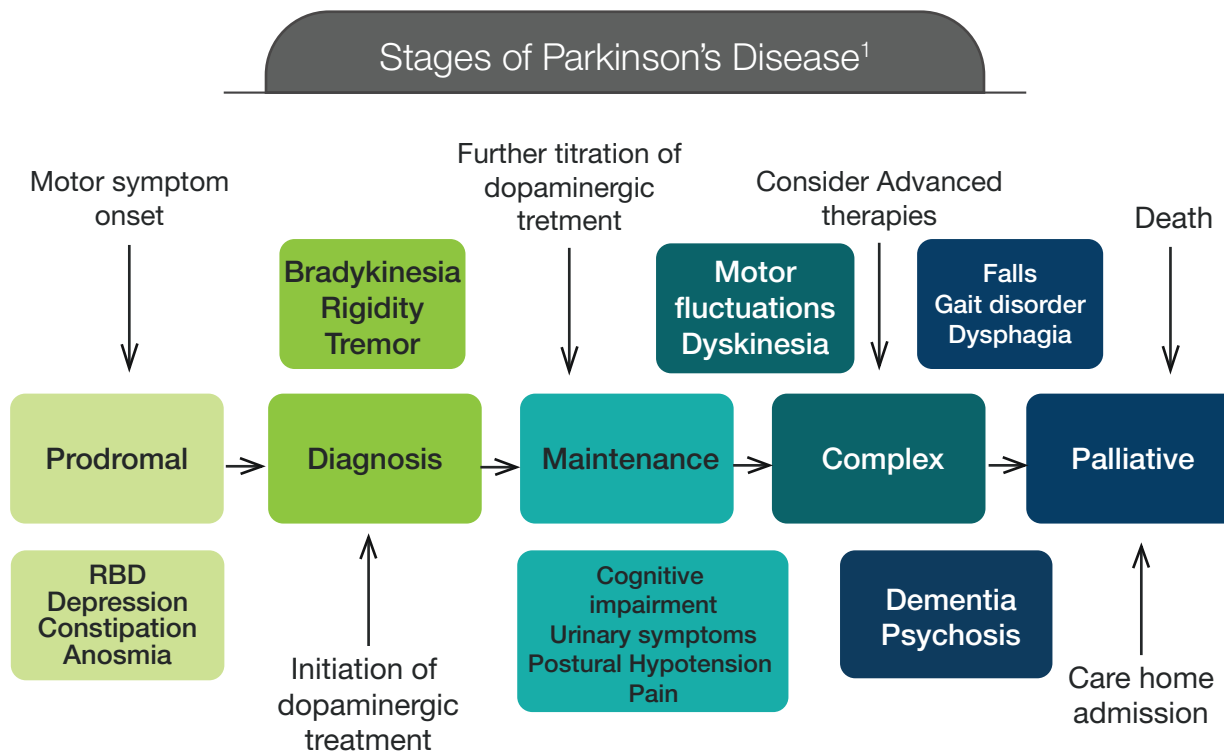 Stages of Parkinson’s Disease1
Motor symptom
onset
Further titration of
dopaminergic
tretment
Consider Advanced
therapies
Death
Bradykinesia
Rigidity
Tremor
Motor
fluctuations
Dyskinesia
Falls
Gait disorder
Dysphagia
Prodromal
Diagnosis
Maintenance
Complex
Palliative
RBD
Depression
Constipation
Anosmia
Initiation of
dopaminergic
treatment
Cognitive
impairment
Urinary symptoms
Postural Hypotension
Pain
Dementia
Psychosis
Care home
admission